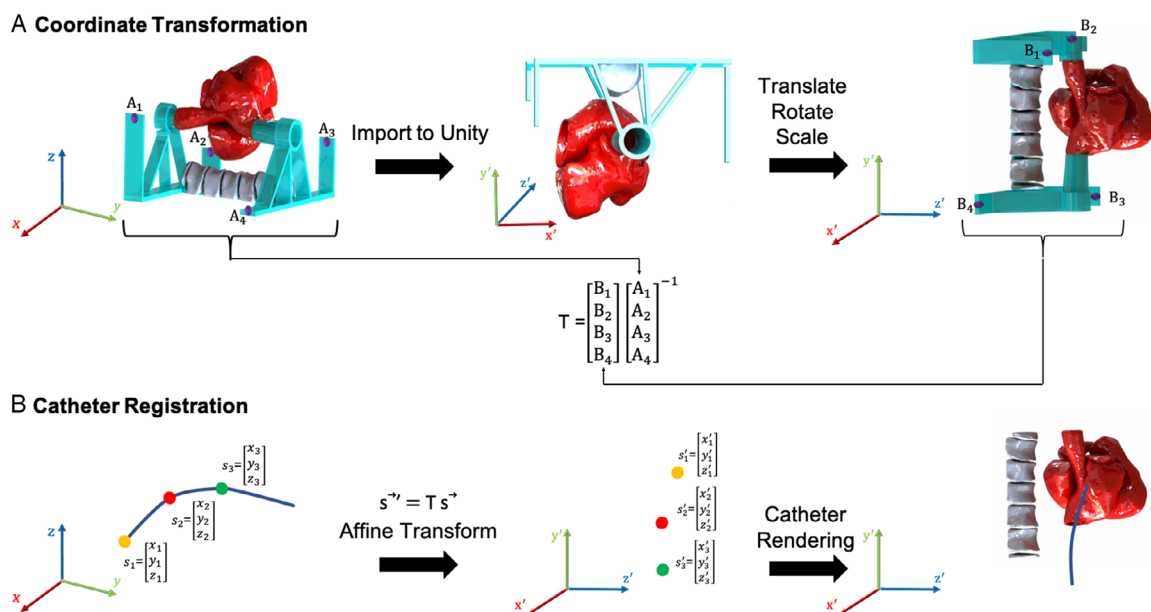 A Coordinate Transformation
A₁
A₂
A₃
A₄
z
y
x
Import to Unity
y′
z′
x′
Translate
Rotate
Scale
y′
z′
x′
B₁
B₂
B₃
B₄
T = [B₁ B₂ B₃ B₄] [A₁ A₂ A₃ A₄]⁻¹
B Catheter Registration
s₁= [x₁ y₁ z₁]
s₂= [x₂ y₂ z₂]
s₃= [x₃ y₃ z₃]
z
y
x
s⃗′ = T s⃗
Affine Transform
s′₁= [x′₁ y′₁ z′₁]
s′₂= [x′₂ y′₂ z′₂]
s′₃= [x′₃ y′₃ z′₃]
y′
z′
x′
Catheter
Rendering
y′
z′
x′